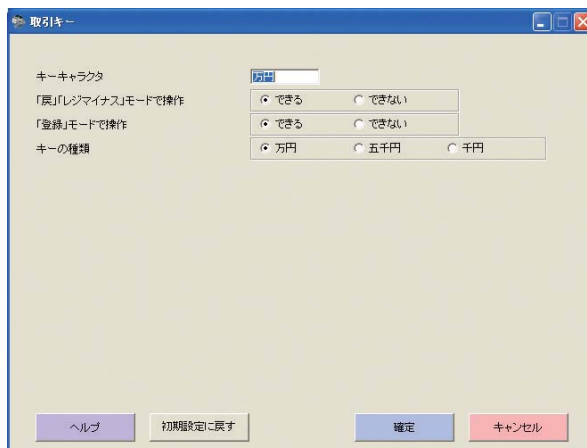 取引キー
キーキャラクタ 万円
「戻」「レジマイナス」モードで操作 できる できない
「登録」モードで操作 できる できない
キーの種類 万円 五千円 千円
ヘルプ 初期設定に戻す 確定 キャンセル